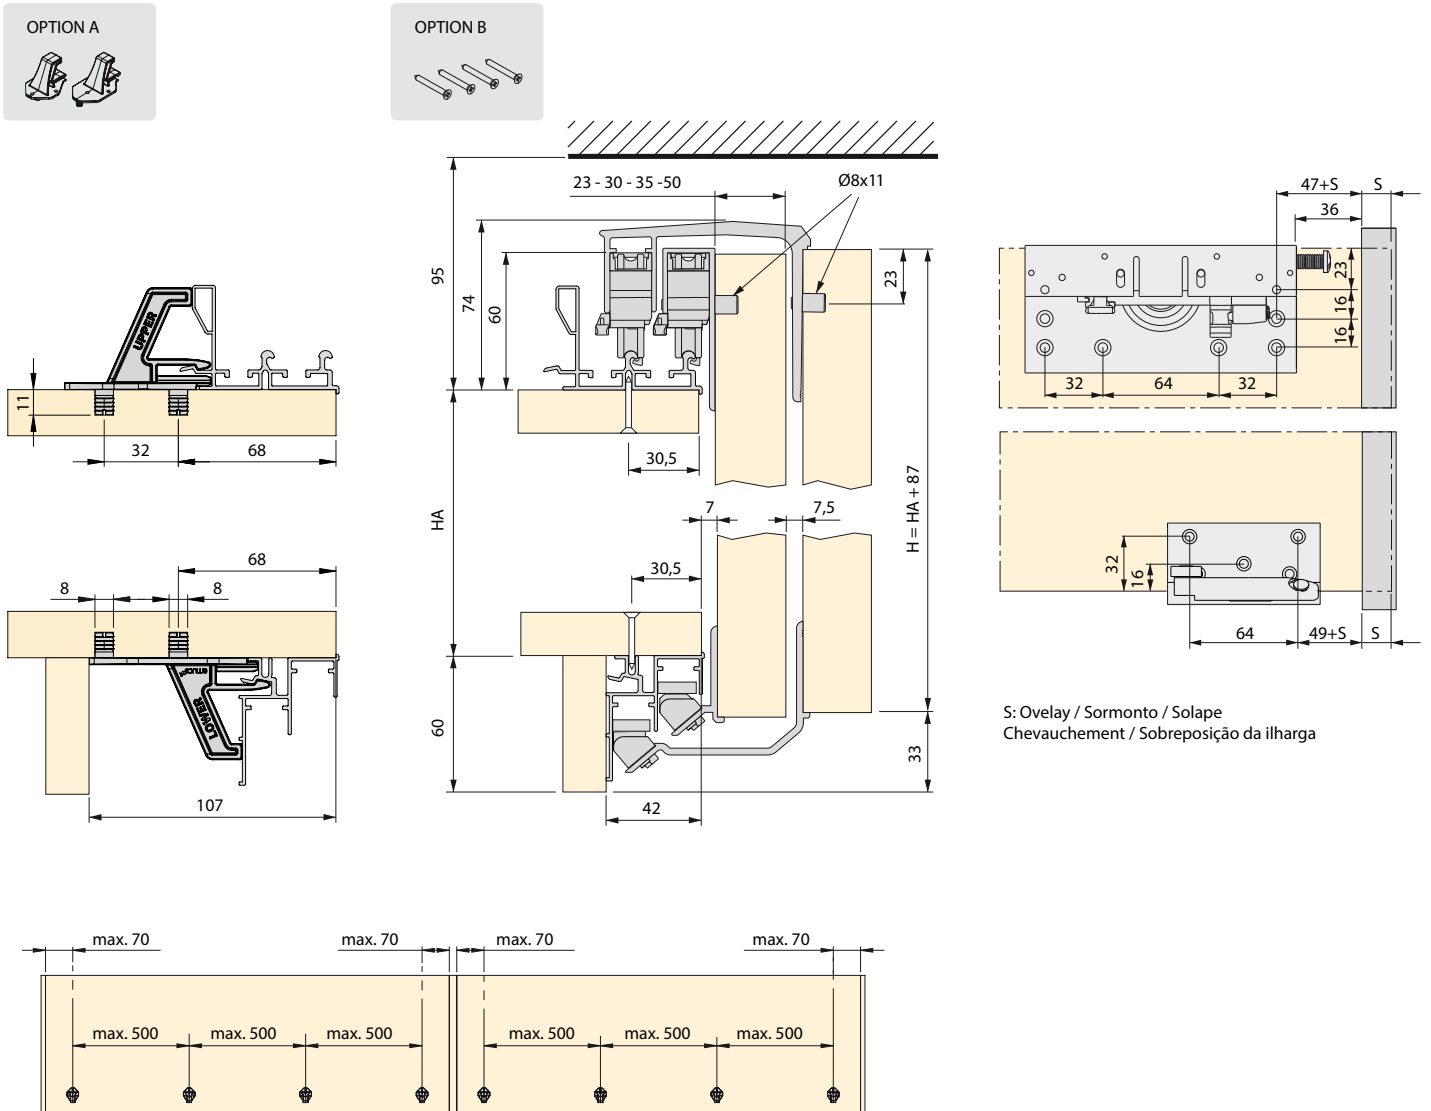 OPTION A
OPTION B
23 - 30 - 35 -50
Ø8x11
95
74
60
23
47+S
S
36
23
16
16
32
64
32
UPPER
11
32
68
30,5
HA
H = HA + 87
7
7,5
68
8
8
30,5
32
16
64
49+S
S
LOWER
60
33
107
42
S: Ovelay / Sormonto / Solape
Chevauchement / Sobreposição da ilharga
max. 70
max. 70
max. 70
max. 70
max. 500
max. 500
max. 500
max. 500
max. 500
max. 500